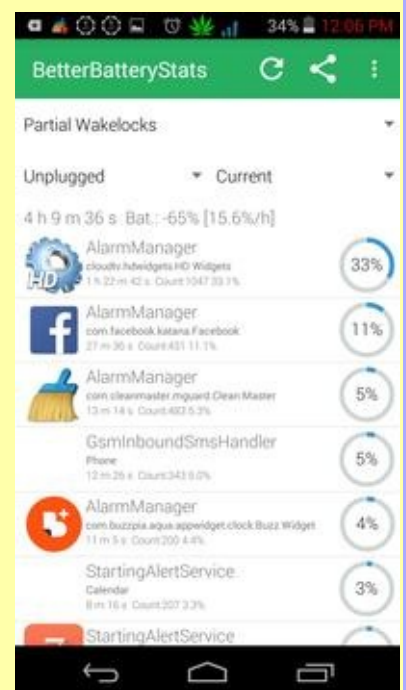 34% 12:06 PM
BetterBatteryStats
Partial Wakelocks
Unplugged Current
4 h 9 m 36 s Bat.: -65% [15.6%/h]
AlarmManager
cloudtv.hdwidgets.HD Widgets
1 h 22 m 42 s Count:1047 33.1%
33%
HD
AlarmManager
com.facebook.katana.Facebook
27 m 36 s Count:431 11.1%
11%
AlarmManager
com.cleanmaster.mguard.Clean Master
13 m 14 s Count:482 5.3%
5%
GsmInboundSmsHandler
Phone
12 m 26 s Count:343 5.0%
5%
AlarmManager
com.buzzpia.aqua.appwidget.clock.Buzz Widget
11 m 5 s Count:200 4.4%
4%
StartingAlertService
Calendar
8 m 16 s Count:207 3.3%
3%
StartingAlertService